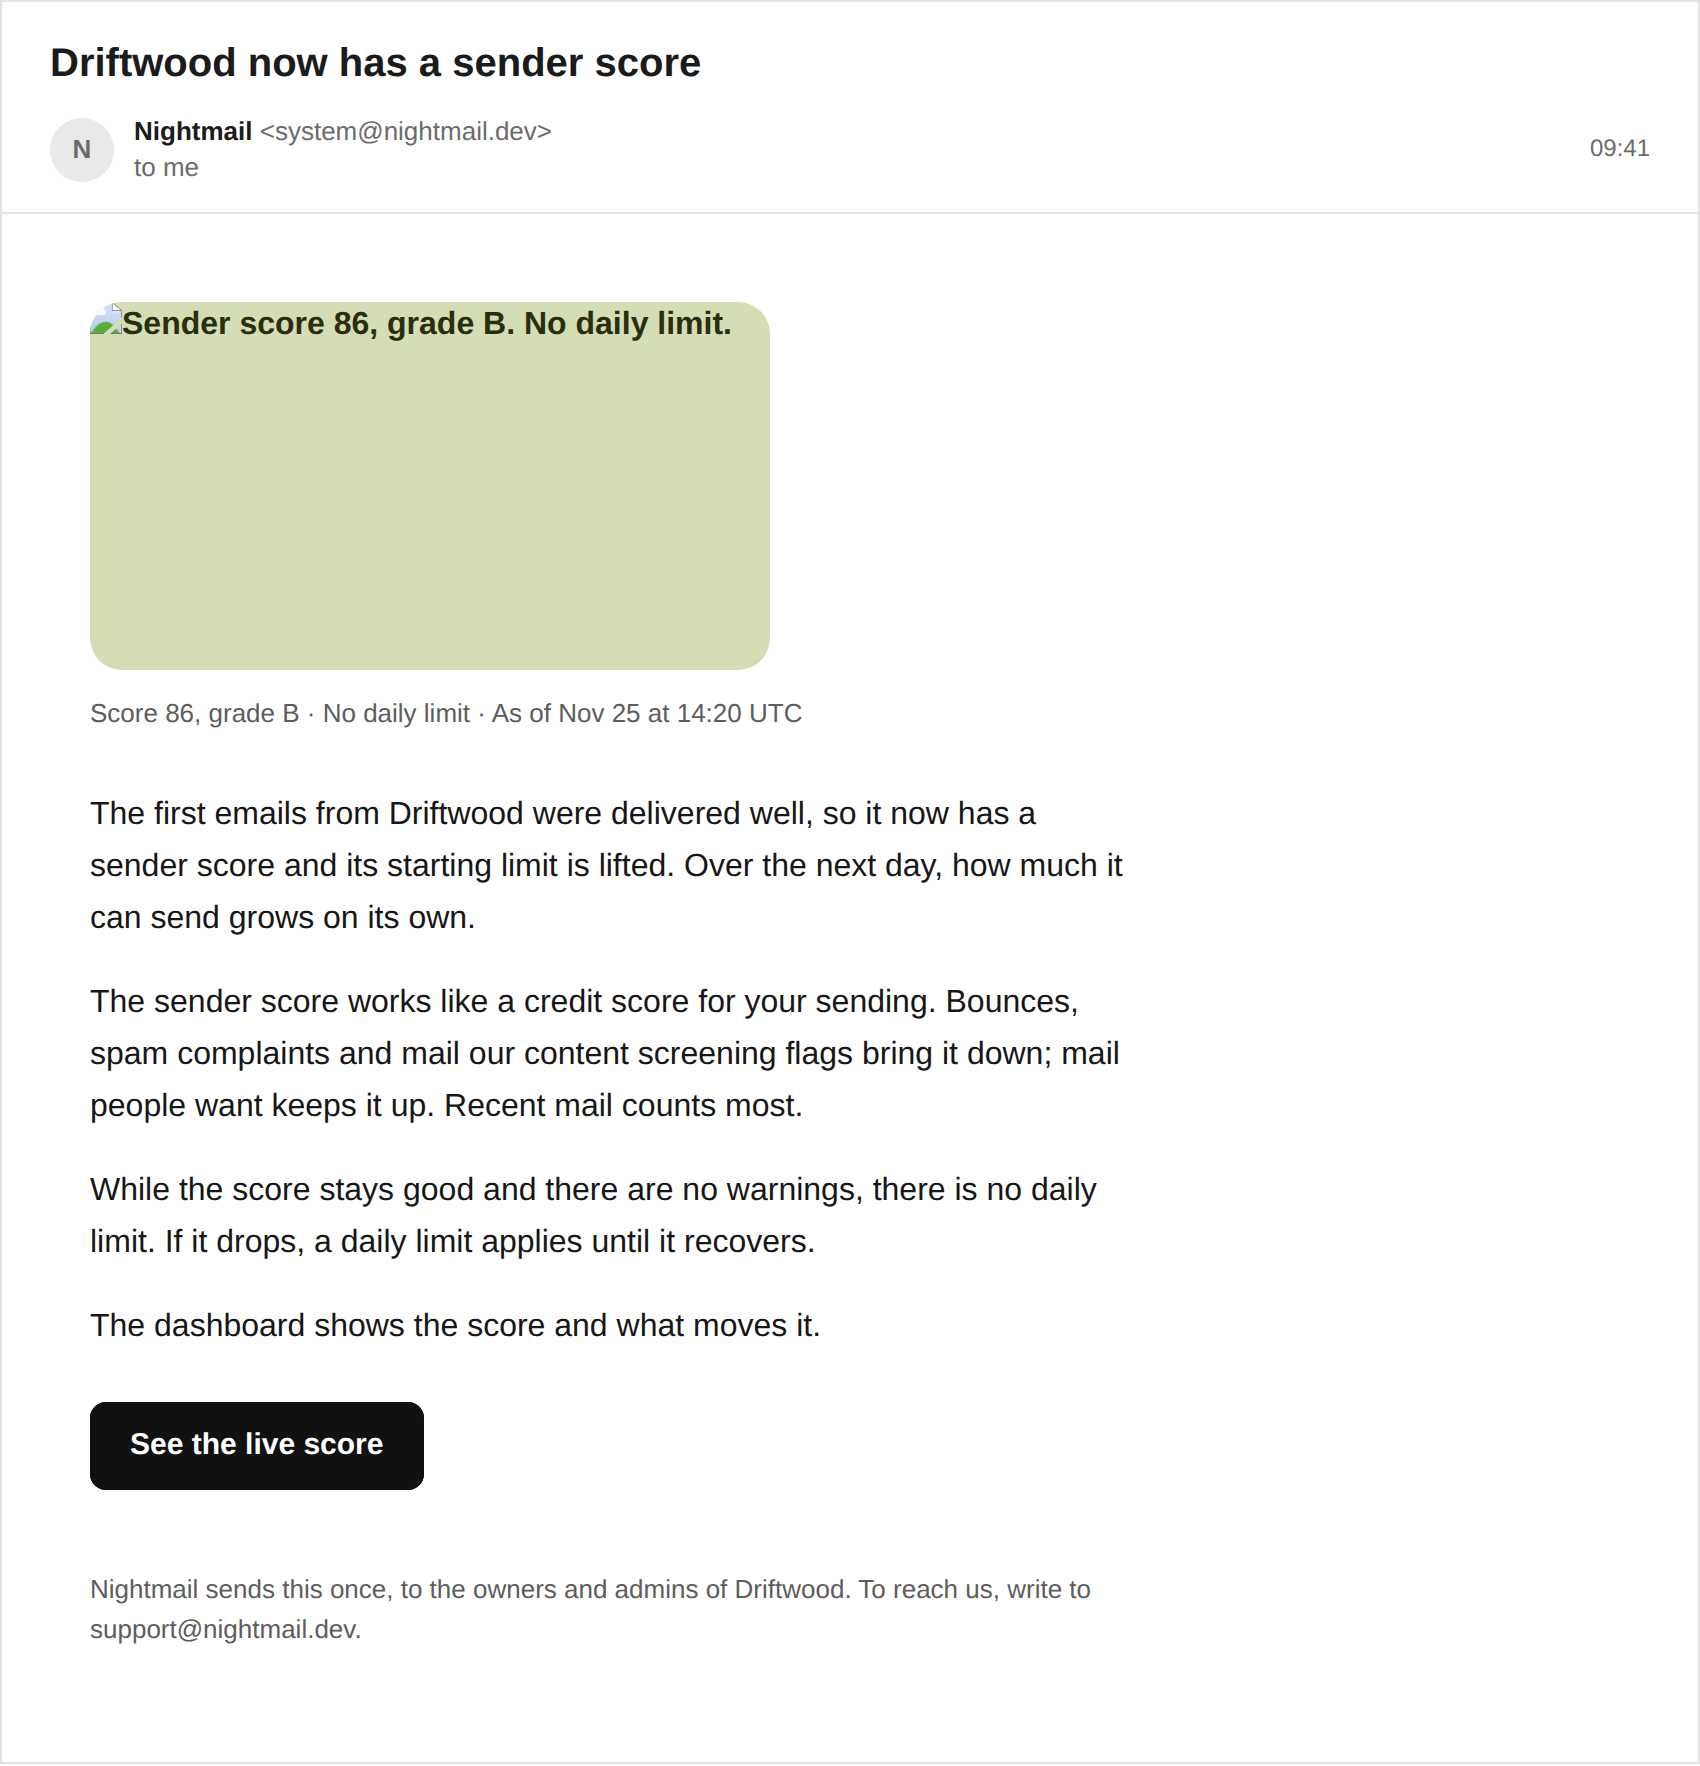 Driftwood now has a sender score
N
Nightmail <system@nightmail.dev>
to me
09:41
Sender score 86, grade B. No daily limit.
Score 86, grade B · No daily limit · As of Nov 25 at 14:20 UTC
The first emails from Driftwood were delivered well, so it now has a
sender score and its starting limit is lifted. Over the next day, how much it
can send grows on its own.
The sender score works like a credit score for your sending. Bounces,
spam complaints and mail our content screening flags bring it down; mail
people want keeps it up. Recent mail counts most.
While the score stays good and there are no warnings, there is no daily
limit. If it drops, a daily limit applies until it recovers.
The dashboard shows the score and what moves it.
See the live score
Nightmail sends this once, to the owners and admins of Driftwood. To reach us, write to
support@nightmail.dev.